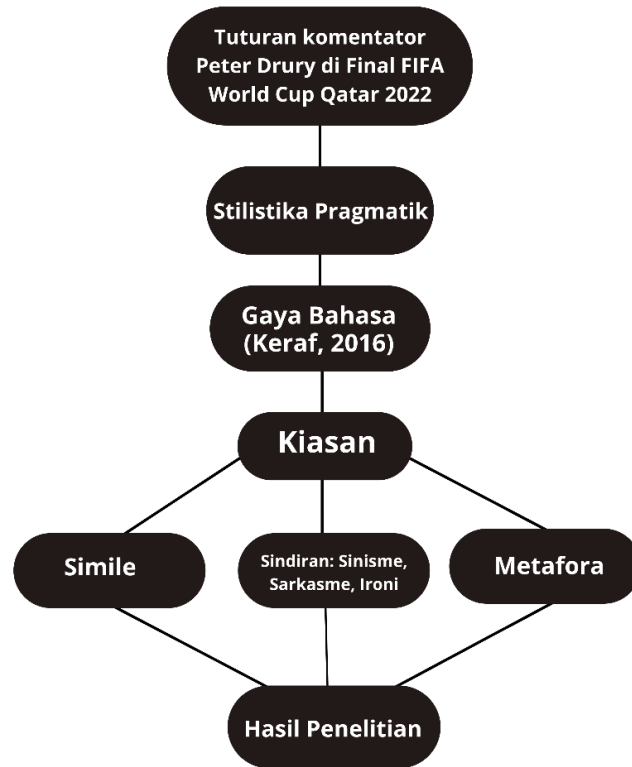 Tuturan komentator
Peter Drury di Final FIFA
World Cup Qatar 2022
Stilistika Pragmatik
Gaya Bahasa
(Keraf, 2016)
Kiasan
Simile
Sindiran: Sinisme,
Sarkasme, Ironi
Metafora
Hasil Penelitian